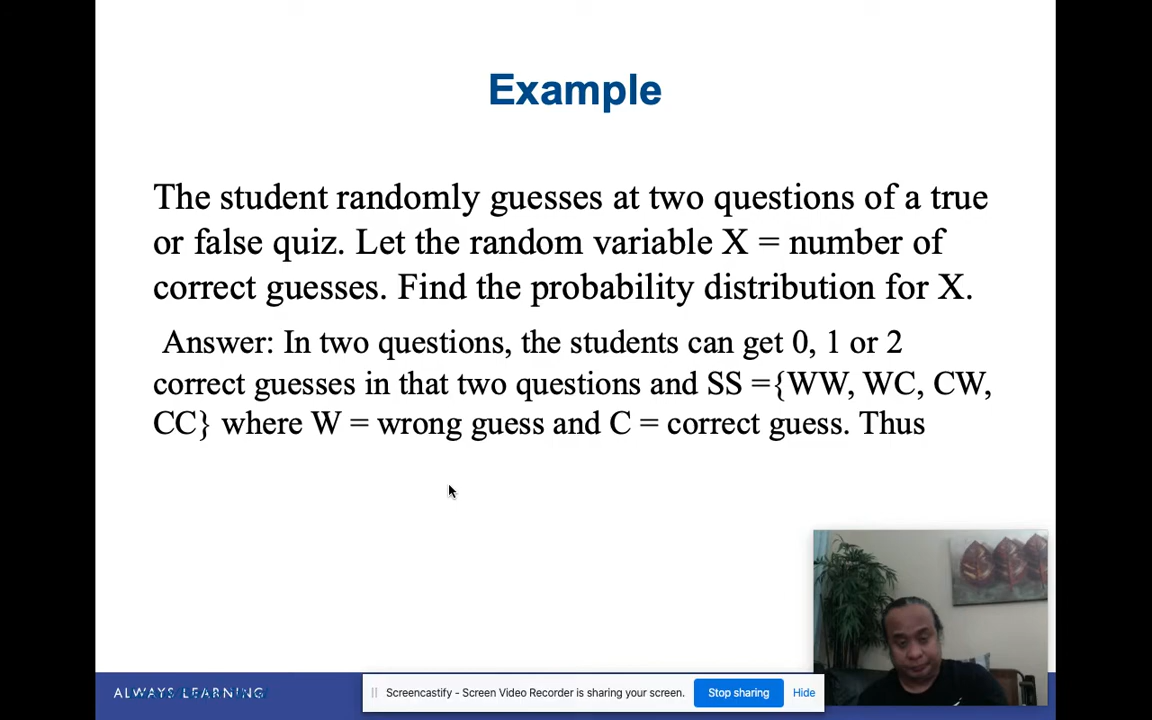 Example
The student randomly guesses at two questions of a true
or false quiz. Let the random variable X = number of
correct guesses. Find the probability distribution for X.
Answer: In two questions, the students can get 0, 1 or 2
correct guesses in that two questions and SS ={WW, WC, CW,
CC} where W = wrong guess and C = correct guess. Thus
ALWAYS LEARNING
Screencastify - Screen Video Recorder is sharing your screen. Stop sharing Hide